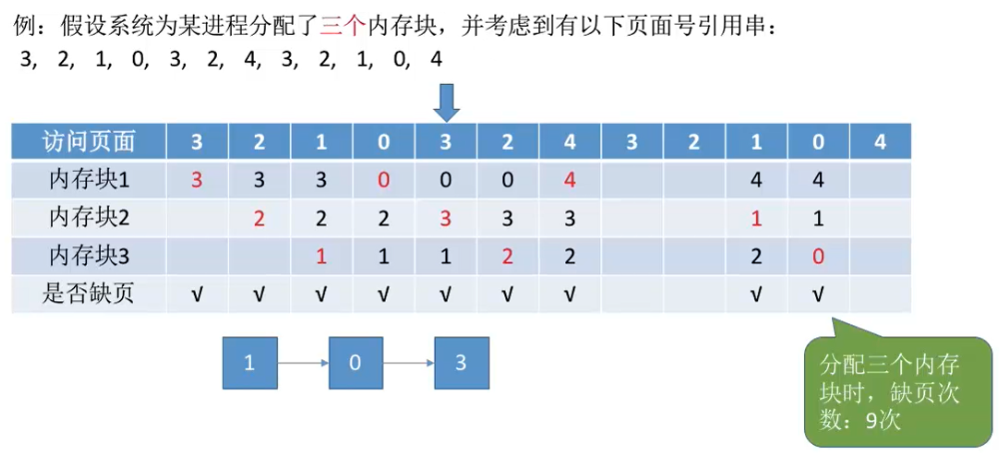 例：假设系统为某进程分配了三个内存块，并考虑到有以下页面号引用串：
3， 2， 1， 0， 3， 2， 4， 3， 2， 1， 0， 4
访问页面 3 2 1 0 3 2 4 3 2 1 0 4
内存块1 3 3 3 0 0 0 4 4 4
内存块2 2 2 2 3 3 3 1 1
内存块3 1 1 1 2 2 2 0
是否缺页 √ √ √ √ √ √ √ √ √
1 0 3
分配三个内存
块时，缺页次
数：9次